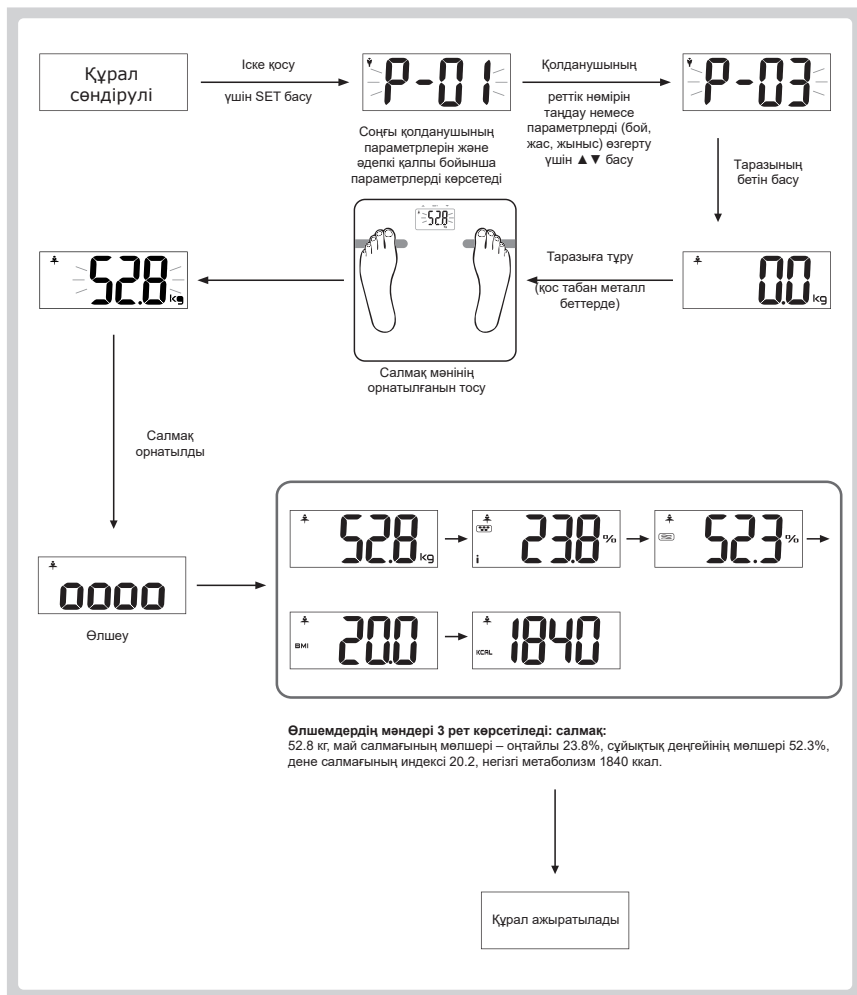 Құрал
сөндірулі
Іске қосу
үшін SET басу
P-01
Соңғы қолданушының
параметрлерін және
әдепкі қалпы бойынша
параметрлерді көрсетеді
Қолданушының
реттік нөмірін
таңдау немесе
параметрлерді (бой,
жас, жыныс) өзгерту
үшін ▲▼ басу
P-03
Таразының
бетін басу
0.0 kg
Таразыға тұру
(қос табан металл
беттерде)
52.8
Салмақ мәнінің
орнатылғанын тосу
52.8 kg
Салмақ
орнатылды
oooo
Өлшеу
52.8 kg
23.8 %
i
52.3 %
BMI 20.0
KCAL 1840
Өлшемдердің мәндері 3 рет көрсетіледі: салмақ:
52.8 кг, май салмағының мөлшері – оңтайлы 23.8%, сұйықтық деңгейінің мөлшері 52.3%,
дене салмағының индексі 20.2, негізгі метаболизм 1840 ккал.
Құрал ажыратылады